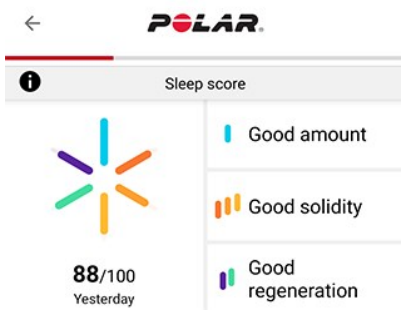 POLAR.
Sleep score
Good amount
Good solidity
Good
regeneration
88/100
Yesterday